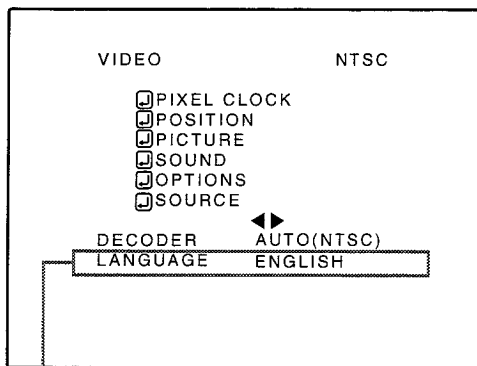 VIDEO NTSC
PIXEL CLOCK
POSITION
PICTURE
SOUND
OPTIONS
SOURCE
DECODER AUTO(NTSC)
LANGUAGE ENGLISH